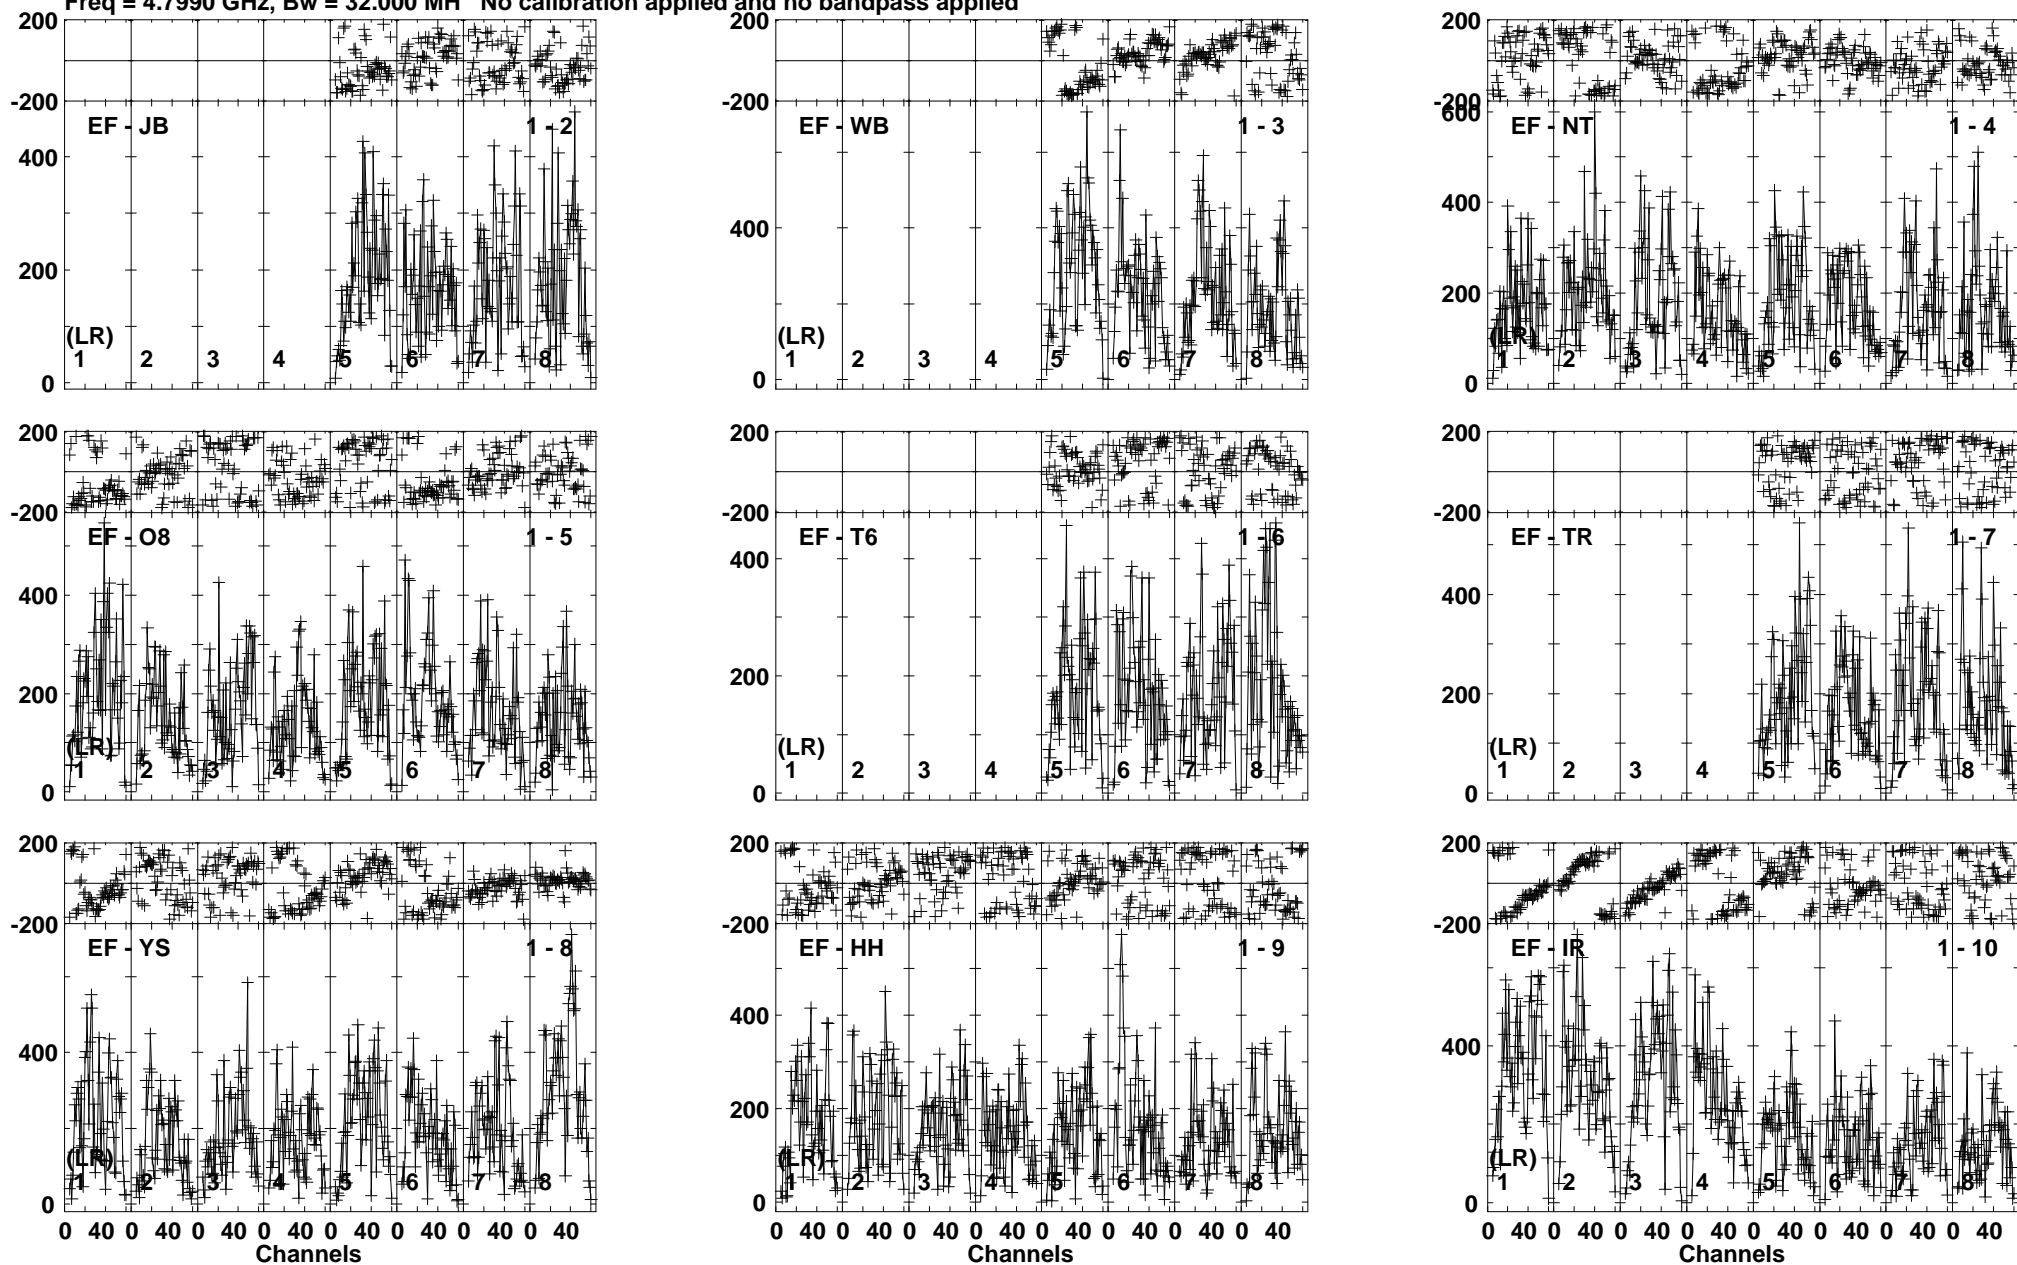 Freq = 4.7990 GHz, Bw = 32.000 MH No calibration applied and no bandpass applied
200 200 200
-200 -200 -200
EF - JB 1 - 2 EF - WB 1 - 3 600 EF - NT 1 - 4
400 400 400
200 200
(LR) (LR) (LR)
1 2 3 4 5 6 7 8 1 2 3 4 5 6 7 8 1 2 3 4 5 6 7 8
0 0 0
200 200 200
-200 -200 -200
EF - O8 1 - 5 EF - T6 1 - 6 EF - TR 1 - 7
400 400 400
200 200 200
(LR) (LR) (LR)
1 2 3 4 5 6 7 8 1 2 3 4 5 6 7 8 1 2 3 4 5 6 7 8
0 0 0
200 200 200
-200 -200 -200
EF - YS 1 - 8 EF - HH 1 - 9 EF - IR 1 - 10
400 400 400
200
(LR) (LR) (LR)
1 2 3 4 5 6 7 8 1 2 3 4 5 6 7 8 1 2 3 4 5 6 7 8
0 0 0
0 40 0 40 0 40 0 40 0 40 0 40 0 40 0 40 0 40 0 40 0 40 0 40 0 40 0 40 0 40 0 40 0 40 0 40 0 40 0 40 0 40 0 40 0 40 0 40
Channels Channels Channels